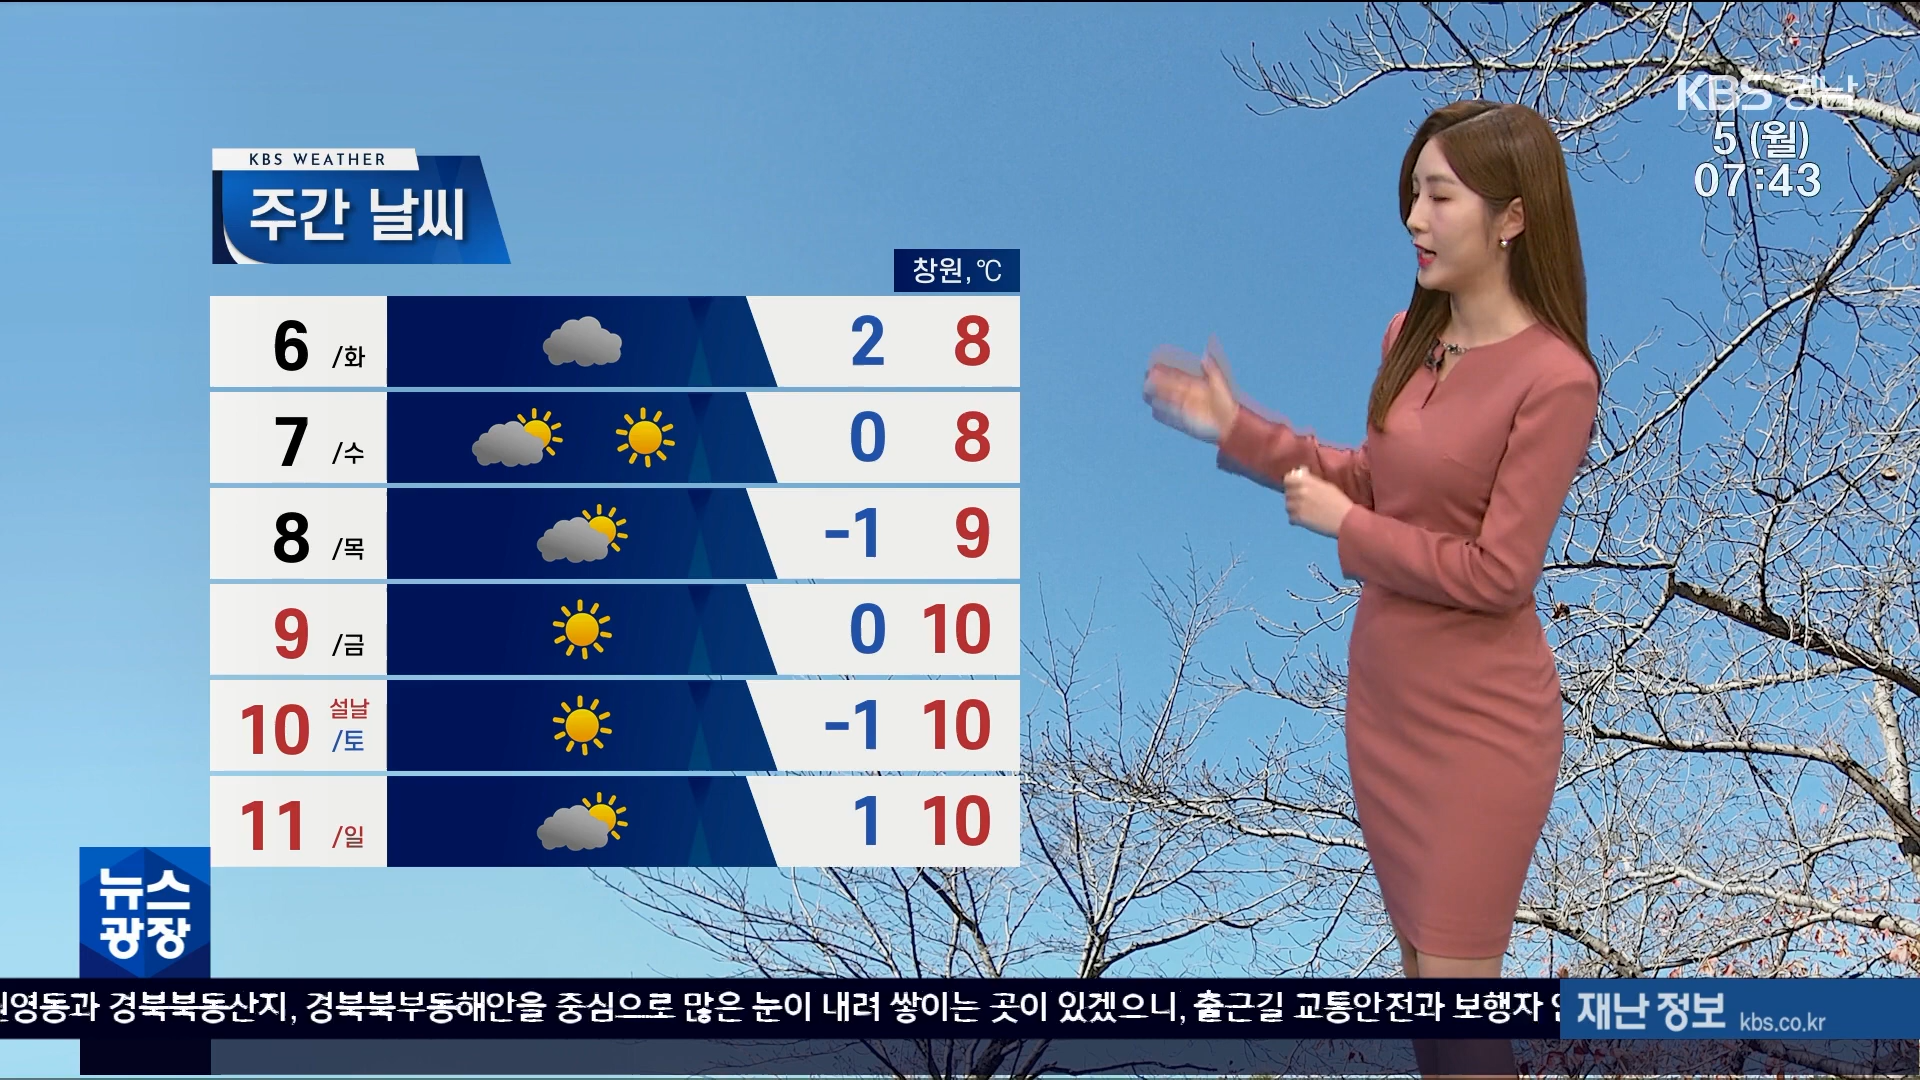 KBS 경남
5 (월)
07:43
KBS WEATHER
주간 날씨
창원, ℃
6 /화 2 8
7 /수 0 8
8 /목 -1 9
9 /금 0 10
10 설날 /토 -1 10
11 /일 1 10
뉴스
광장
영동과 경북북동산지, 경북북부동해안을 중심으로 많은 눈이 내려 쌓이는 곳이 있겠으니, 출근길 교통안전과 보행자
재난 정보 kbs.co.kr